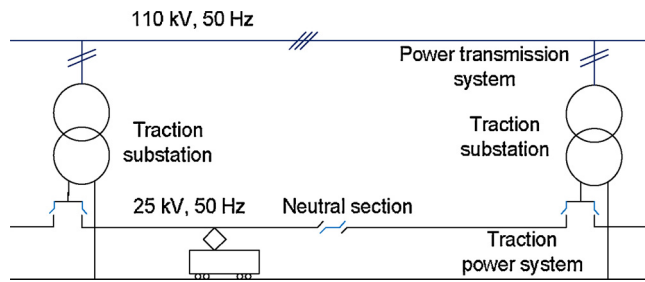 110 kV, 50 Hz
Power transmission
system
Traction
substation
Traction
substation
25 kV, 50 Hz
Neutral section
Traction
power system